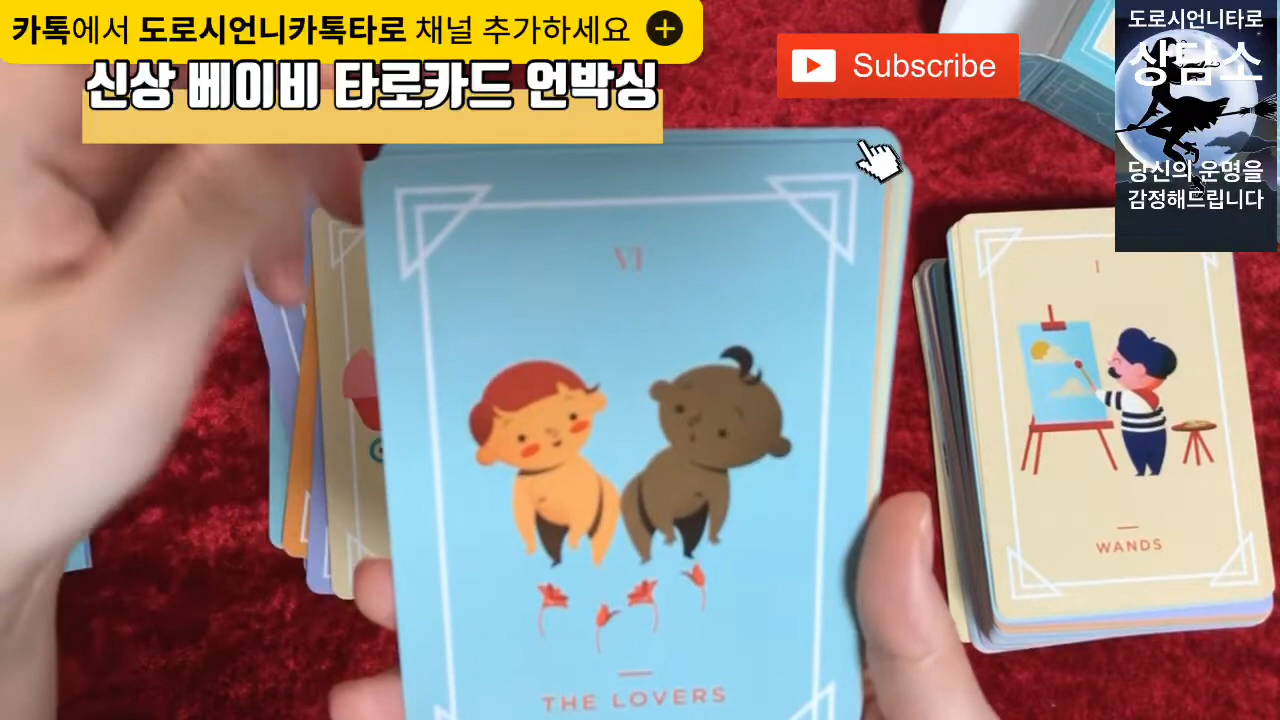 카톡에서 도로시언니카톡타로 채널 추가하세요
신상 베이비 타로카드 언박싱
Subscribe
도로시언니타로
상담소
당신의 운명을
감정해드립니다
VI
THE LOVERS
I
WANDS